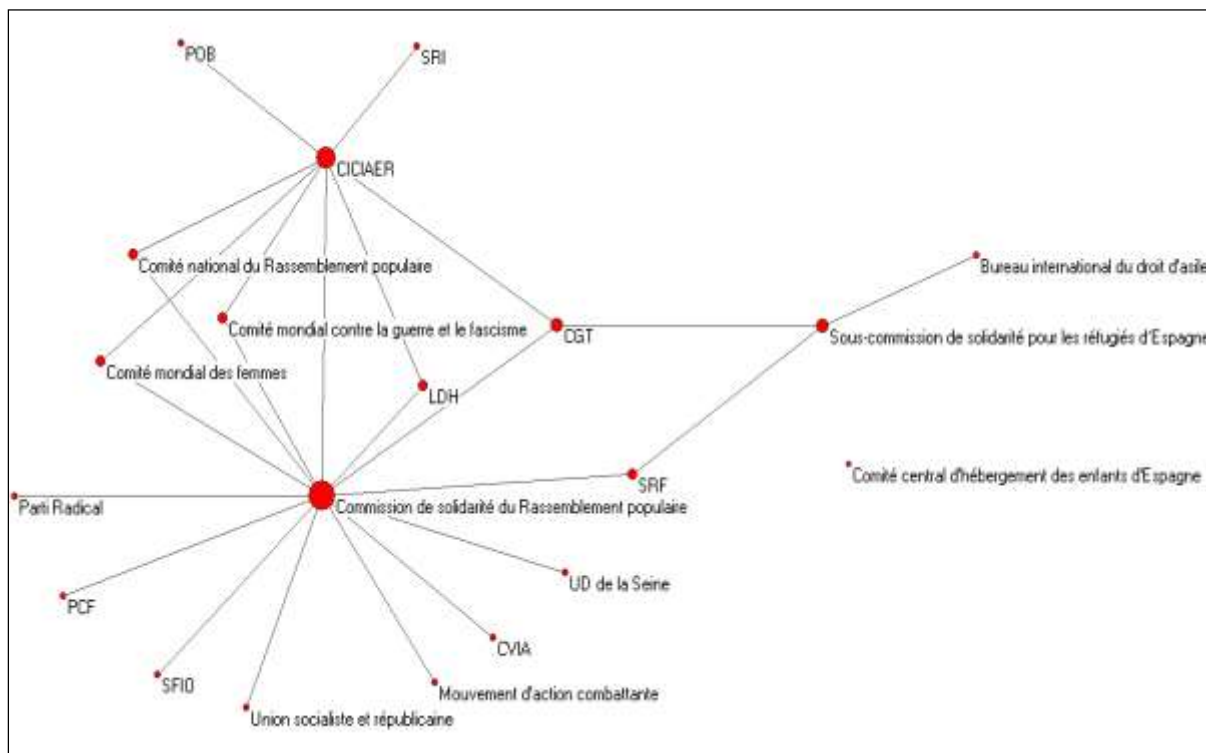 POB
SRI
CICIAER
Comité national du Rassemblement populaire
Bureau international du droit d'asile
Comité mondial contre la guerre et le fascisme
CGT
Sous-commission de solidarité pour les réfugiés d'Espagne
Comité mondial des femmes
LDH
SRF
Comité central d'hébergement des enfants d'Espagne
Parti Radical
Commission de solidarité du Rassemblement populaire
UD de la Seine
PCF
CVIA
SFIO
Mouvement d'action combattante
Union socialiste et républicaine